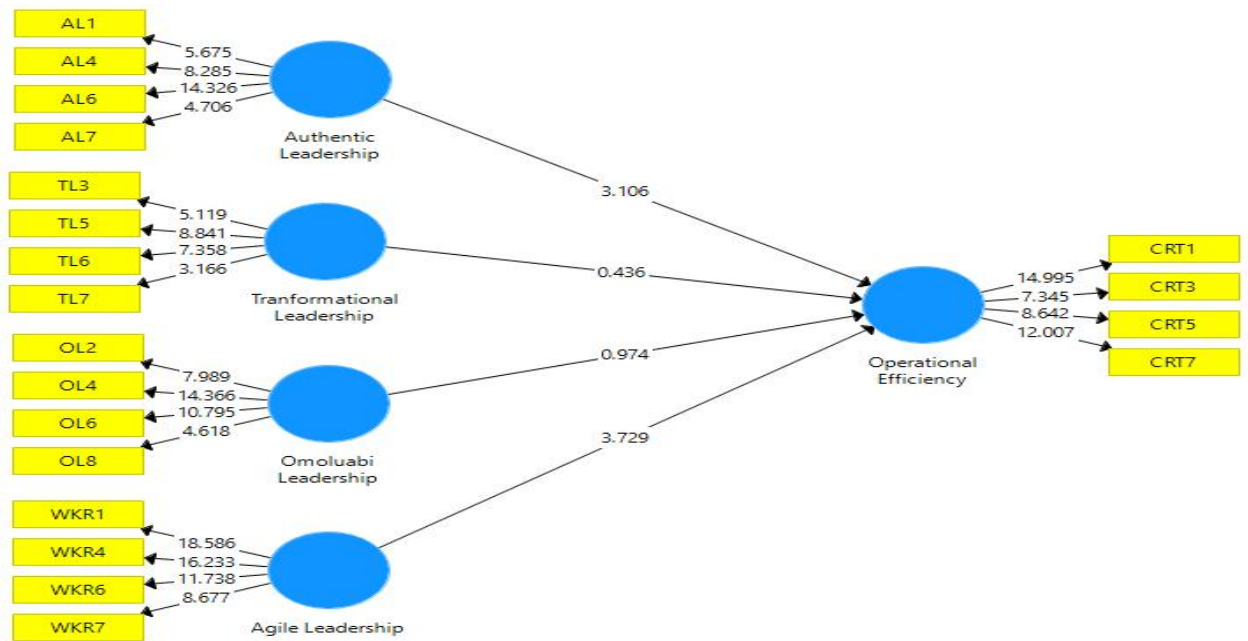 AL1
AL4
AL6
AL7
5.675
8.285
14.326
4.706
Authentic
Leadership
TL3
TL5
TL6
TL7
5.119
8.841
7.358
3.166
Tranformational
Leadership
OL2
OL4
OL6
OL8
7.989
14.366
10.795
4.618
Omoluabi
Leadership
WKR1
WKR4
WKR6
WKR7
18.586
16.233
11.738
8.677
Agile Leadership
3.106
0.436
0.974
3.729
Operational
Efficiency
14.995
7.345
8.642
12.007
CRT1
CRT3
CRT5
CRT7